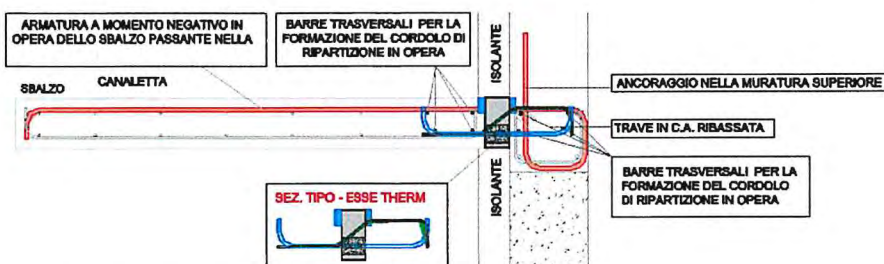 ARMATURA A MOMENTO NEGATIVO IN
OPERA DELLO SBALZO PASSANTE NELLA
CANALETTA
SBALZO
BARRE TRASVERSALI PER LA
FORMAZIONE DEL CORDOLO DI
RIPARTIZIONE IN OPERA
ISOLANTE
ANCORAGGIO NELLA MURATURA SUPERIORE
TRAVE IN C.A. RIBASSATA
BARRE TRASVERSALI PER LA
FORMAZIONE DEL CORDOLO
DI RIPARTIZIONE IN OPERA
ISOLANTE
SEZ. TIPO - ESSE THERM